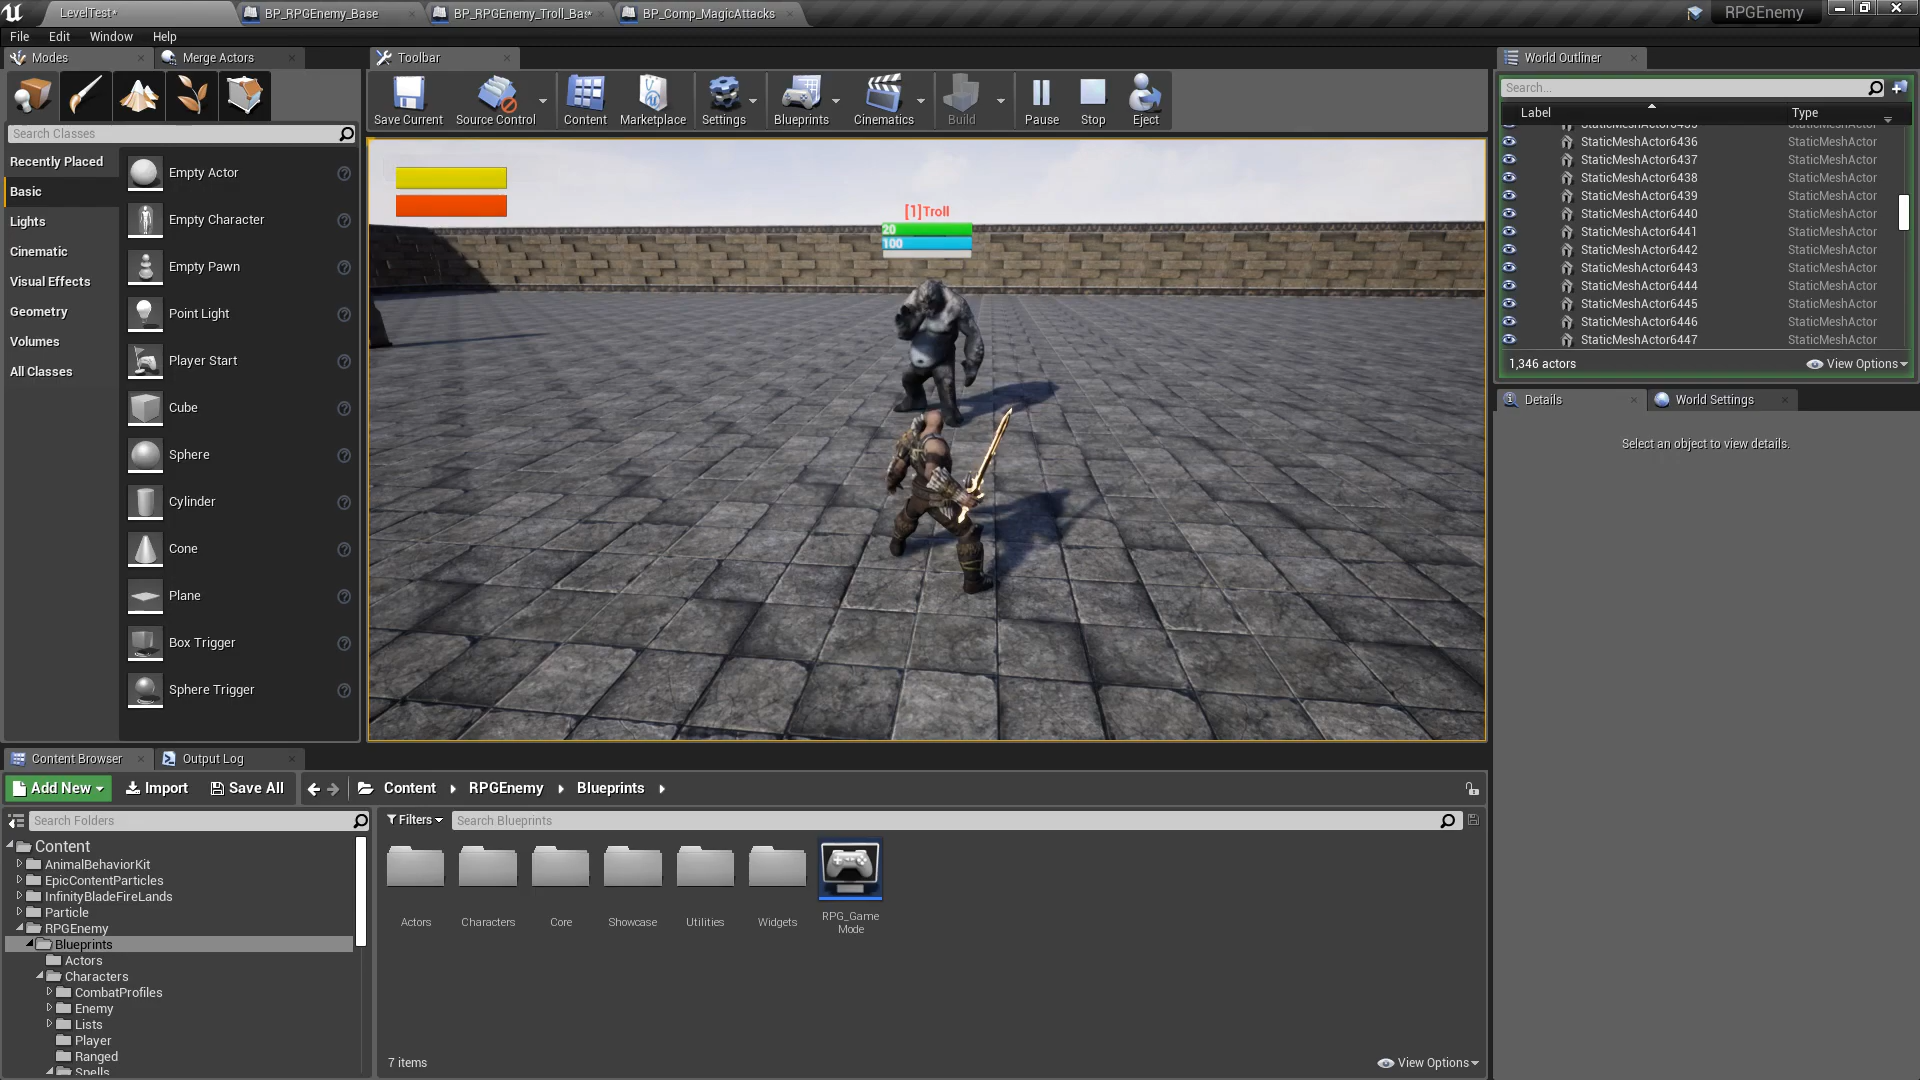 LevelTest*
BP_RPGEnemy_Base
BP_RPGEnemy_Troll_Bas*
BP_Comp_MagicAttacks
RPGEnemy
File
Edit
Window
Help
Modes
Merge Actors
Toolbar
World Outliner
Save Current
Source Control
Content
Marketplace
Settings
Blueprints
Cinematics
Build
Pause
Stop
Eject
Search...
Label
Type
Search Classes
Recently Placed
Basic
Lights
Cinematic
Visual Effects
Geometry
Volumes
All Classes
Empty Actor
Empty Character
Empty Pawn
Point Light
Player Start
Cube
Sphere
Cylinder
Cone
Plane
Box Trigger
Sphere Trigger
[1]Troll
20
100
StaticMeshActor6436 StaticMeshActor
StaticMeshActor6437 StaticMeshActor
StaticMeshActor6438 StaticMeshActor
StaticMeshActor6439 StaticMeshActor
StaticMeshActor6440 StaticMeshActor
StaticMeshActor6441 StaticMeshActor
StaticMeshActor6442 StaticMeshActor
StaticMeshActor6443 StaticMeshActor
StaticMeshActor6444 StaticMeshActor
StaticMeshActor6445 StaticMeshActor
StaticMeshActor6446 StaticMeshActor
StaticMeshActor6447 StaticMeshActor
1,346 actors
View Options
Details
World Settings
Select an object to view details.
Content Browser
Output Log
Add New
Import
Save All
Content
RPGEnemy
Blueprints
Search Folders
Filters
Search Blueprints
Content
AnimalBehaviorKit
EpicContentParticles
InfinityBladeFireLands
Particle
RPGEnemy
Blueprints
Actors
Characters
CombatProfiles
Enemy
Lists
Player
Ranged
Spells
Actors
Characters
Core
Showcase
Utilities
Widgets
RPG_Game
Mode
7 items
View Options